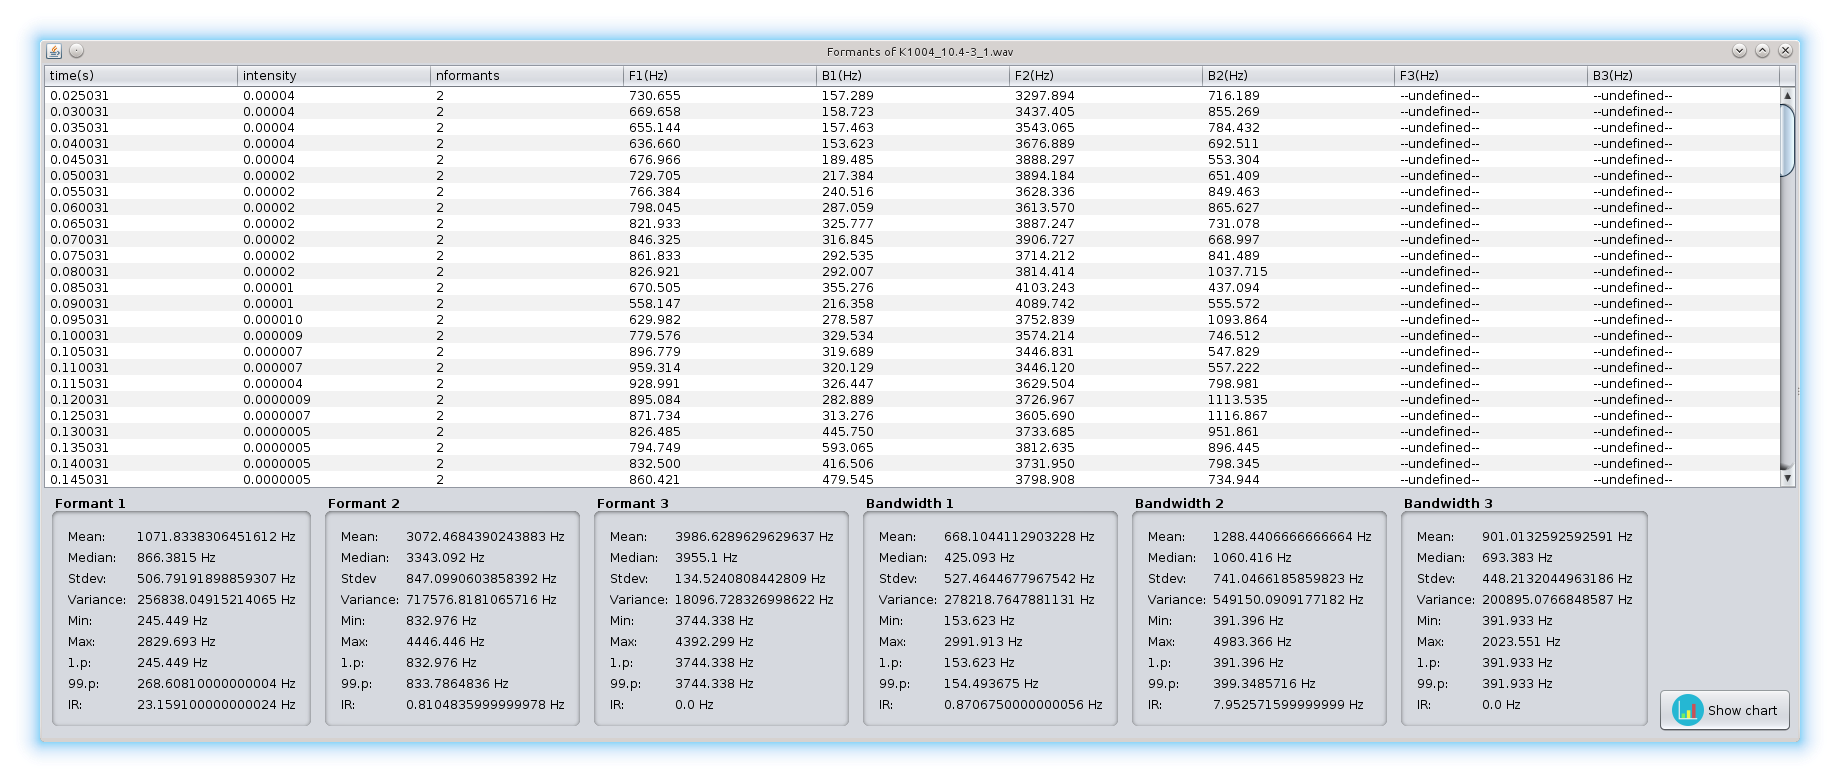 Formants of K1004_10.4-3_1.wav
time(s) intensity nformants F1(Hz) B1(Hz) F2(Hz) B2(Hz) F3(Hz) B3(Hz)
0.025031 0.00004 2 730.655 157.289 3297.894 716.189 --undefined-- --undefined--
0.030031 0.00004 2 669.658 158.723 3437.405 855.269 --undefined-- --undefined--
0.035031 0.00004 2 655.144 157.463 3543.065 784.432 --undefined-- --undefined--
0.040031 0.00004 2 636.660 153.623 3676.889 692.511 --undefined-- --undefined--
0.045031 0.00004 2 676.966 189.485 3888.297 553.304 --undefined-- --undefined--
0.050031 0.00002 2 729.705 217.384 3894.184 651.409 --undefined-- --undefined--
0.055031 0.00002 2 766.384 240.516 3628.336 849.463 --undefined-- --undefined--
0.060031 0.00002 2 798.045 287.059 3613.570 865.627 --undefined-- --undefined--
0.065031 0.00002 2 821.933 325.777 3887.247 731.078 --undefined-- --undefined--
0.070031 0.00002 2 846.325 316.845 3906.727 668.997 --undefined-- --undefined--
0.075031 0.00002 2 861.833 292.535 3714.212 841.489 --undefined-- --undefined--
0.080031 0.00002 2 826.921 292.007 3814.414 1037.715 --undefined-- --undefined--
0.085031 0.00001 2 670.505 355.276 4103.243 437.094 --undefined-- --undefined--
0.090031 0.00001 2 558.147 216.358 4089.742 555.572 --undefined-- --undefined--
0.095031 0.000010 2 629.982 278.587 3752.839 1093.864 --undefined-- --undefined--
0.100031 0.000009 2 779.576 329.534 3574.214 746.512 --undefined-- --undefined--
0.105031 0.000007 2 896.779 319.689 3446.831 547.829 --undefined-- --undefined--
0.110031 0.000007 2 959.314 320.129 3446.120 557.222 --undefined-- --undefined--
0.115031 0.000004 2 928.991 326.447 3629.504 798.981 --undefined-- --undefined--
0.120031 0.0000009 2 895.084 282.889 3726.967 1113.535 --undefined-- --undefined--
0.125031 0.0000007 2 871.734 313.276 3605.690 1116.867 --undefined-- --undefined--
0.130031 0.0000005 2 826.485 445.750 3733.685 951.861 --undefined-- --undefined--
0.135031 0.0000005 2 794.749 593.065 3812.635 896.445 --undefined-- --undefined--
0.140031 0.0000005 2 832.500 416.506 3731.950 798.345 --undefined-- --undefined--
0.145031 0.0000005 2 860.421 479.545 3798.908 734.944 --undefined-- --undefined--
Formant 1
Mean: 1071.8338306451612 Hz
Median: 866.3815 Hz
Stdev: 506.79191898859307 Hz
Variance: 256838.04915214065 Hz
Min: 245.449 Hz
Max: 2829.693 Hz
1.p: 245.449 Hz
99.p: 268.60810000000004 Hz
IR: 23.159100000000024 Hz
Formant 2
Mean: 3072.4684390243883 Hz
Median: 3343.092 Hz
Stdev 847.0990603858392 Hz
Variance: 717576.8181065716 Hz
Min: 832.976 Hz
Max: 4446.446 Hz
1.p: 832.976 Hz
99.p: 833.7864836 Hz
IR: 0.8104835999999978 Hz
Formant 3
Mean: 3986.6289629629637 Hz
Median: 3955.1 Hz
Stdev: 134.5240808442809 Hz
Variance: 18096.728326998622 Hz
Min: 3744.338 Hz
Max: 4392.299 Hz
1.p: 3744.338 Hz
99.p: 3744.338 Hz
IR: 0.0 Hz
Bandwidth 1
Mean: 668.1044112903228 Hz
Median: 425.093 Hz
Stdev: 527.4644677967542 Hz
Variance: 278218.7647881131 Hz
Min: 153.623 Hz
Max: 2991.913 Hz
1.p: 153.623 Hz
99.p: 154.493675 Hz
IR: 0.8706750000000056 Hz
Bandwidth 2
Mean: 1288.4406666666664 Hz
Median: 1060.416 Hz
Stdev: 741.0466185859823 Hz
Variance: 549150.0909177182 Hz
Min: 391.396 Hz
Max: 4983.366 Hz
1.p: 391.396 Hz
99.p: 399.3485716 Hz
IR: 7.952571599999999 Hz
Bandwidth 3
Mean: 901.0132592592591 Hz
Median: 693.383 Hz
Stdev: 448.2132044963186 Hz
Variance: 200895.0766848587 Hz
Min: 391.933 Hz
Max: 2023.551 Hz
1.p: 391.933 Hz
99.p: 391.933 Hz
IR: 0.0 Hz
Show chart